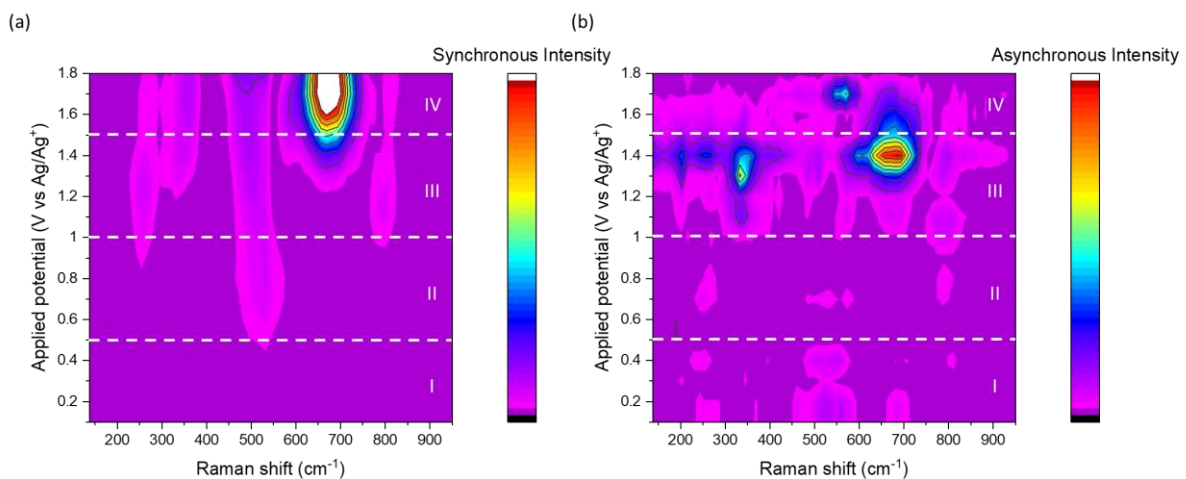 (a)
Synchronous Intensity
1.8
1.6
1.4
1.2
1
0.8
0.6
0.4
0.2
IV
III
II
I
Applied potential (V vs Ag/Ag⁺)
200 300 400 500 600 700 800 900
Raman shift (cm⁻¹)
(b)
Asynchronous Intensity
1.8
1.6
1.4
1.2
1
0.8
0.6
0.4
0.2
IV
III
II
I
Applied potential (V vs Ag/Ag⁺)
200 300 400 500 600 700 800 900
Raman shift (cm⁻¹)